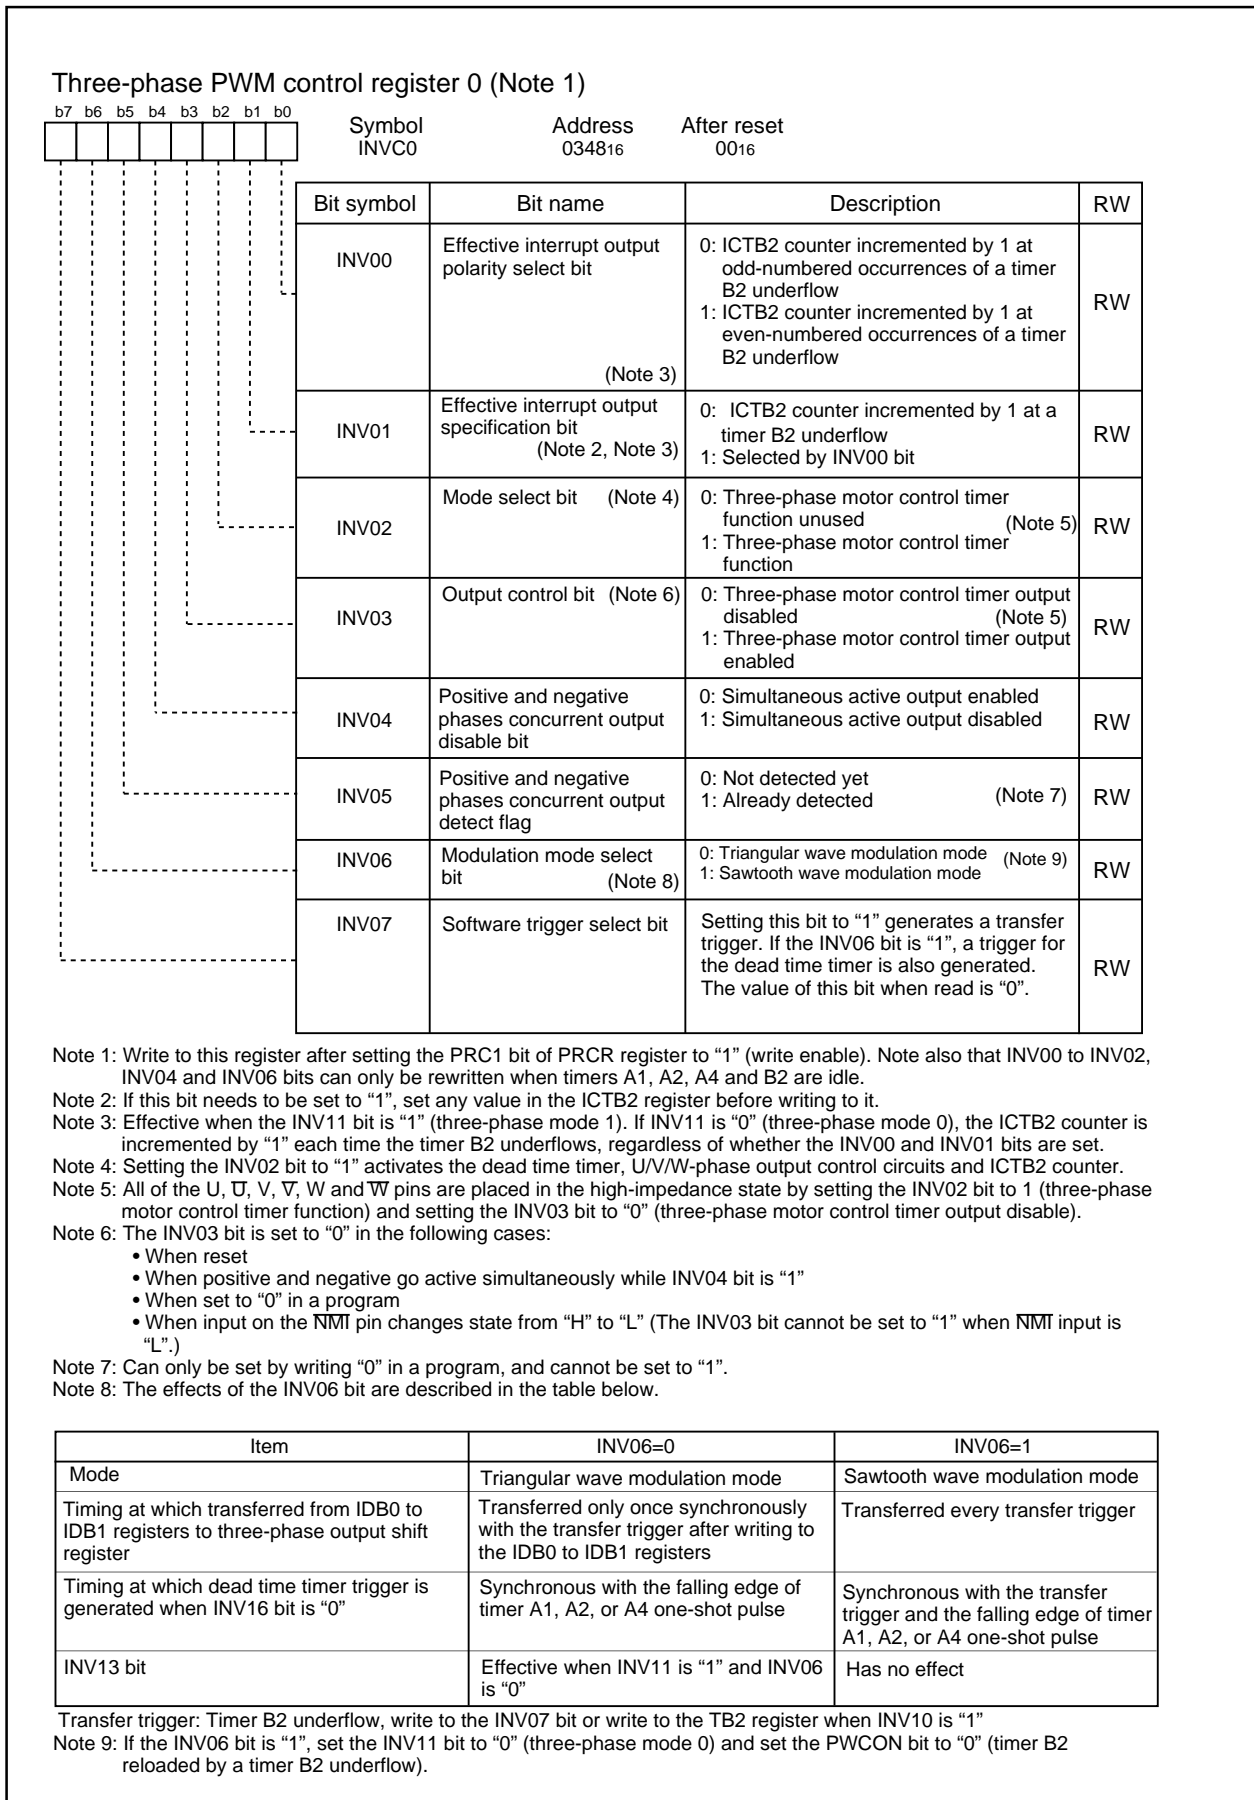 Three-phase PWM control register 0 (Note 1)
b7 b6 b5 b4 b3 b2 b1 b0
Symbol Address After reset
INVC0 034816 0016
Bit symbol Bit name Description RW
INV00
Effective interrupt output
polarity select bit
(Note 3)
0: ICTB2 counter incremented by 1 at
odd-numbered occurrences of a timer
B2 underflow
1: ICTB2 counter incremented by 1 at
even-numbered occurrences of a timer
B2 underflow
RW
INV01
Effective interrupt output
specification bit
(Note 2, Note 3)
0: ICTB2 counter incremented by 1 at a
timer B2 underflow
1: Selected by INV00 bit
RW
INV02
Mode select bit (Note 4)
0: Three-phase motor control timer
function unused (Note 5)
1: Three-phase motor control timer
function
RW
INV03
Output control bit (Note 6)
0: Three-phase motor control timer output
disabled (Note 5)
1: Three-phase motor control timer output
enabled
RW
INV04
Positive and negative
phases concurrent output
disable bit
0: Simultaneous active output enabled
1: Simultaneous active output disabled
RW
INV05
Positive and negative
phases concurrent output
detect flag
0: Not detected yet
1: Already detected (Note 7)
RW
INV06
Modulation mode select
bit (Note 8)
0: Triangular wave modulation mode (Note 9)
1: Sawtooth wave modulation mode
RW
INV07
Software trigger select bit
Setting this bit to “1” generates a transfer
trigger. If the INV06 bit is “1”, a trigger for
the dead time timer is also generated.
The value of this bit when read is “0”.
RW
Note 1: Write to this register after setting the PRC1 bit of PRCR register to “1” (write enable). Note also that INV00 to INV02,
INV04 and INV06 bits can only be rewritten when timers A1, A2, A4 and B2 are idle.
Note 2: If this bit needs to be set to “1”, set any value in the ICTB2 register before writing to it.
Note 3: Effective when the INV11 bit is “1” (three-phase mode 1). If INV11 is “0” (three-phase mode 0), the ICTB2 counter is
incremented by “1” each time the timer B2 underflows, regardless of whether the INV00 and INV01 bits are set.
Note 4: Setting the INV02 bit to “1” activates the dead time timer, U/V/W-phase output control circuits and ICTB2 counter.
Note 5: All of the U, U̅, V, V̅, W and W̅ pins are placed in the high-impedance state by setting the INV02 bit to 1 (three-phase
motor control timer function) and setting the INV03 bit to “0” (three-phase motor control timer output disable).
Note 6: The INV03 bit is set to “0” in the following cases:
• When reset
• When positive and negative go active simultaneously while INV04 bit is “1”
• When set to “0” in a program
• When input on the N̅M̅I̅ pin changes state from “H” to “L” (The INV03 bit cannot be set to “1” when N̅M̅I̅ input is
“L”.)
Note 7: Can only be set by writing “0” in a program, and cannot be set to “1”.
Note 8: The effects of the INV06 bit are described in the table below.
Item INV06=0 INV06=1
Mode
Triangular wave modulation mode
Sawtooth wave modulation mode
Timing at which transferred from IDB0 to
IDB1 registers to three-phase output shift
register
Transferred only once synchronously
with the transfer trigger after writing to
the IDB0 to IDB1 registers
Transferred every transfer trigger
Timing at which dead time timer trigger is
generated when INV16 bit is “0”
Synchronous with the falling edge of
timer A1, A2, or A4 one-shot pulse
Synchronous with the transfer
trigger and the falling edge of timer
A1, A2, or A4 one-shot pulse
INV13 bit
Effective when INV11 is “1” and INV06
is “0”
Has no effect
Transfer trigger: Timer B2 underflow, write to the INV07 bit or write to the TB2 register when INV10 is “1”
Note 9: If the INV06 bit is “1”, set the INV11 bit to “0” (three-phase mode 0) and set the PWCON bit to “0” (timer B2
reloaded by a timer B2 underflow).